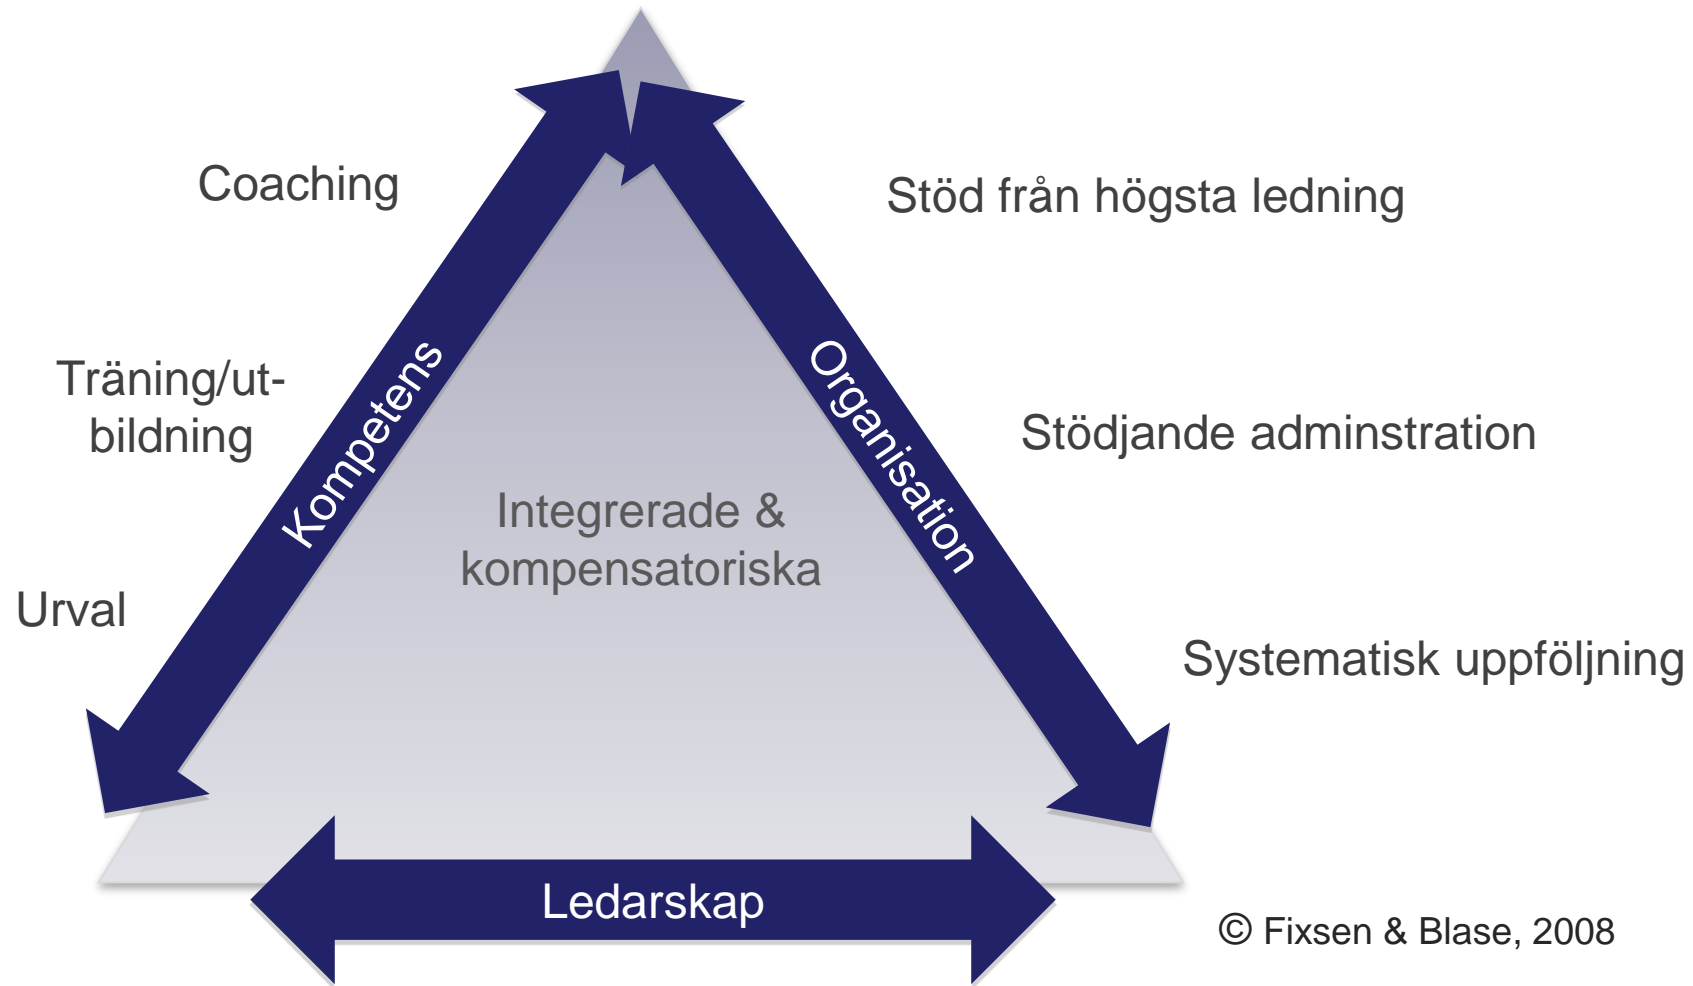 Coaching
Stöd från högsta ledning
Träning/ut-
bildning
Kompetens
Organisation
Stödjande adminstration
Integrerade &
kompensatoriska
Urval
Systematisk uppföljning
Ledarskap
© Fixsen & Blase, 2008